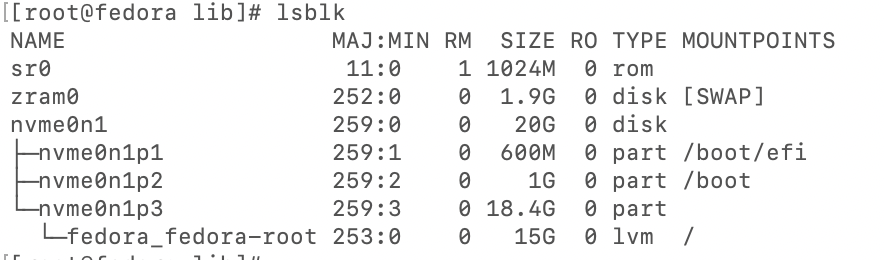 [[root@fedora lib]# lsblk
NAME                     MAJ:MIN RM  SIZE RO TYPE MOUNTPOINTS
sr0                       11:0    1 1024M  0 rom
zram0                    252:0    0  1.9G  0 disk [SWAP]
nvme0n1                  259:0    0   20G  0 disk
├─nvme0n1p1              259:1    0  600M  0 part /boot/efi
├─nvme0n1p2              259:2    0    1G  0 part /boot
└─nvme0n1p3              259:3    0 18.4G  0 part
  └─fedora_fedora-root 253:0    0   15G  0 lvm  /